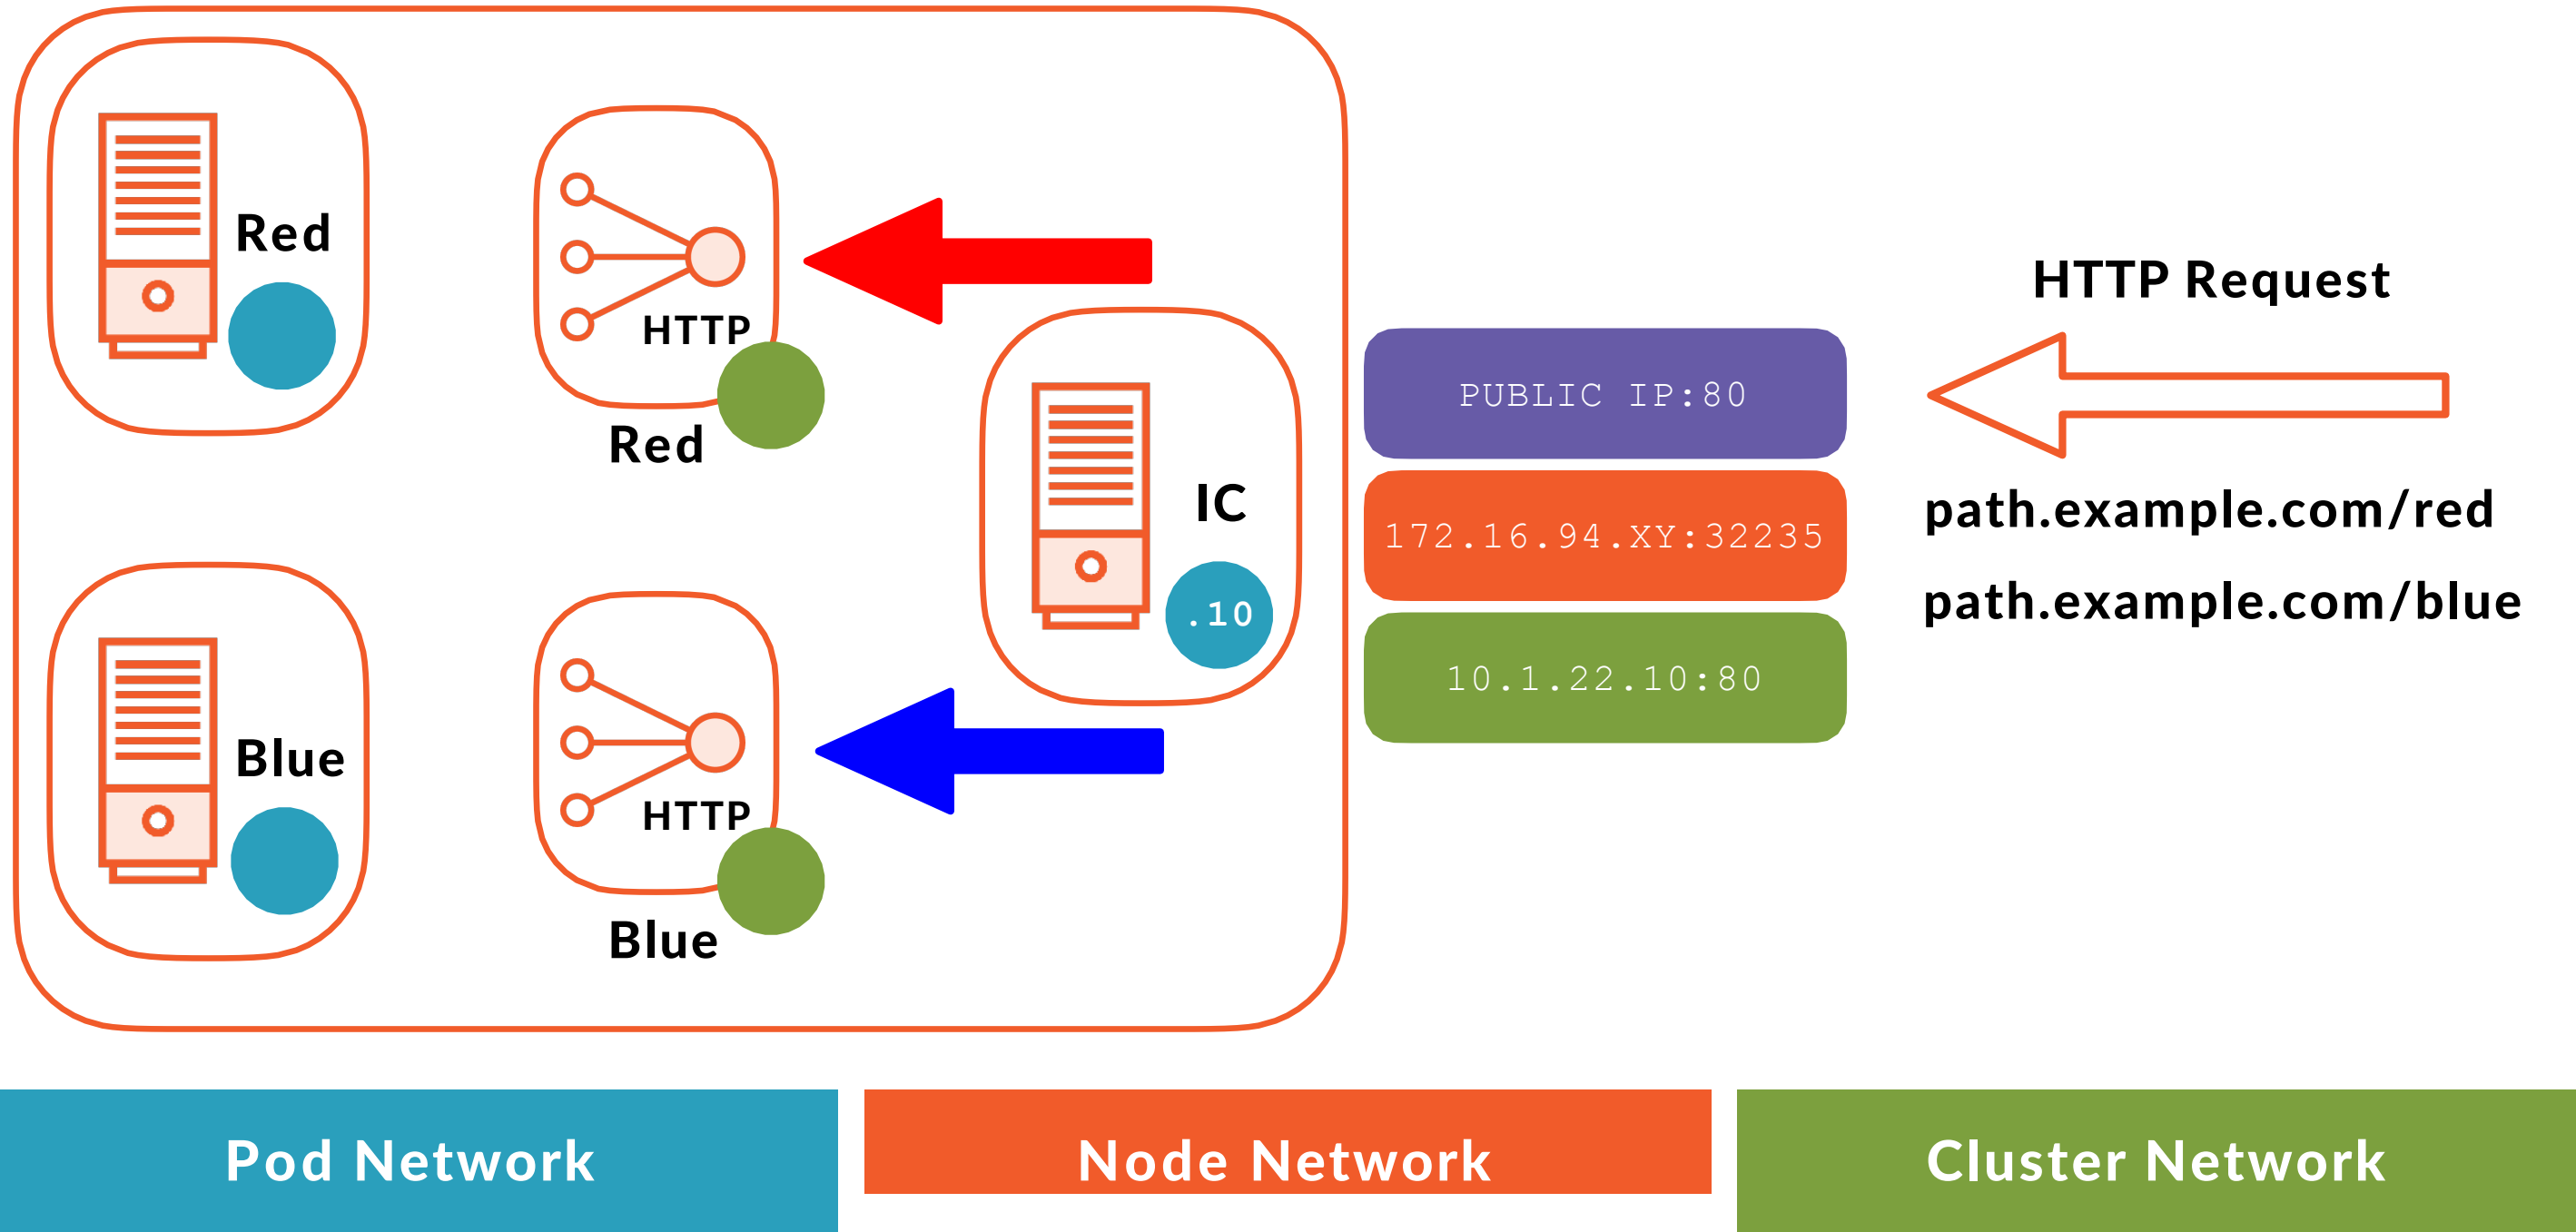 Red
HTTP
Red
IC
.10
Blue
HTTP
Blue
PUBLIC IP:80
172.16.94.XY:32235
10.1.22.10:80
HTTP Request
path.example.com/red
path.example.com/blue
Pod Network
Node Network
Cluster Network